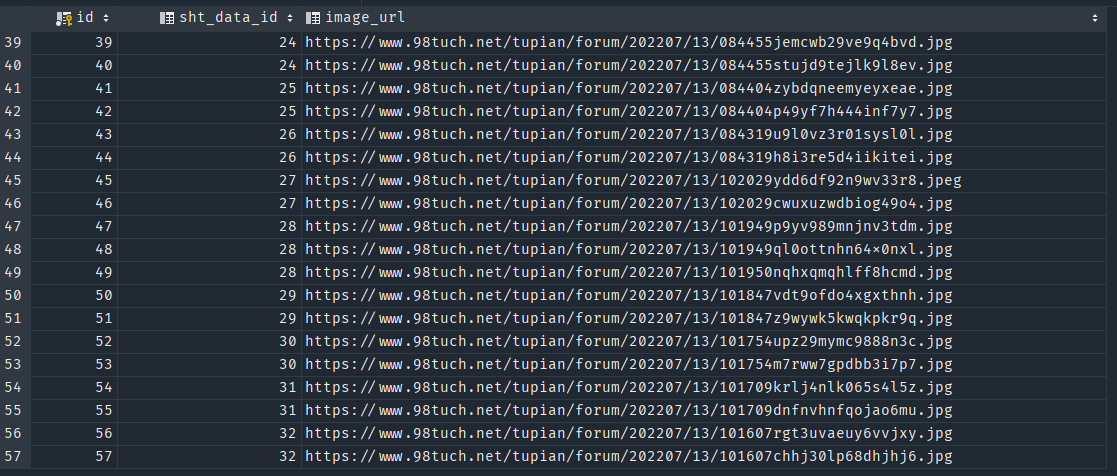 id sht_data_id image_url
39 39 24 https://www.98tuch.net/tupian/forum/202207/13/084455jemcwb29ve9q4bvd.jpg
40 40 24 https://www.98tuch.net/tupian/forum/202207/13/084455stujd9tejlk9l8ev.jpg
41 41 25 https://www.98tuch.net/tupian/forum/202207/13/084404zybdqneemyeyxeae.jpg
42 42 25 https://www.98tuch.net/tupian/forum/202207/13/084404p49yf7h444inf7y7.jpg
43 43 26 https://www.98tuch.net/tupian/forum/202207/13/084319u9l0vz3r01sysl0l.jpg
44 44 26 https://www.98tuch.net/tupian/forum/202207/13/084319h8i3re5d4iikitei.jpg
45 45 27 https://www.98tuch.net/tupian/forum/202207/13/102029ydd6df92n9wv33r8.jpeg
46 46 27 https://www.98tuch.net/tupian/forum/202207/13/102029cwuxuzwdbiog49o4.jpg
47 47 28 https://www.98tuch.net/tupian/forum/202207/13/101949p9yv989mnjnv3tdm.jpg
48 48 28 https://www.98tuch.net/tupian/forum/202207/13/101949ql0ottnhn64x0nxl.jpg
49 49 28 https://www.98tuch.net/tupian/forum/202207/13/101950nqhxqmqhlff8hcmd.jpg
50 50 29 https://www.98tuch.net/tupian/forum/202207/13/101847vdt9ofdo4xgxthnh.jpg
51 51 29 https://www.98tuch.net/tupian/forum/202207/13/101847z9wywk5kwqkpkr9q.jpg
52 52 30 https://www.98tuch.net/tupian/forum/202207/13/101754upz29mymc9888n3c.jpg
53 53 30 https://www.98tuch.net/tupian/forum/202207/13/101754m7rww7gpdbb3i7p7.jpg
54 54 31 https://www.98tuch.net/tupian/forum/202207/13/101709krlj4nlk065s4l5z.jpg
55 55 31 https://www.98tuch.net/tupian/forum/202207/13/101709dnfnvhnfqojao6mu.jpg
56 56 32 https://www.98tuch.net/tupian/forum/202207/13/101607rgt3uvaeuy6vvjxy.jpg
57 57 32 https://www.98tuch.net/tupian/forum/202207/13/101607chhj30lp68dhjhj6.jpg